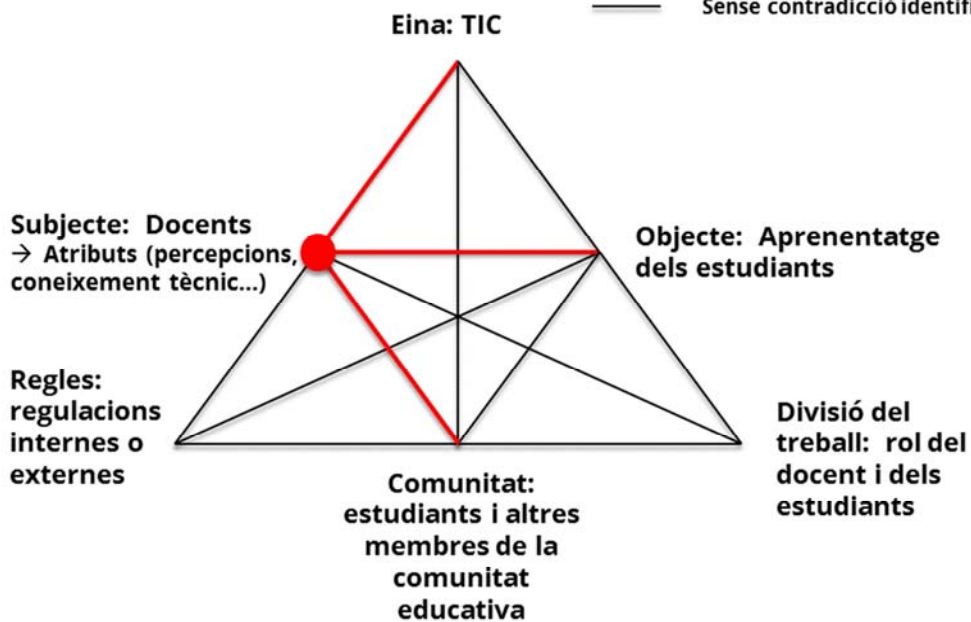 Sense contradicció
Eina: TIC
Subjecte: Docents
→ Atributs (percepcions,
coneixement tècnic...)
Objecte: Aprenentatge
dels estudiants
Regles:
regulacions
internes o
externes
Divisió del
treball: rol del
docent i dels
estudiants
Comunitat:
estudiants i altres
membres de la
comunitat
educativa